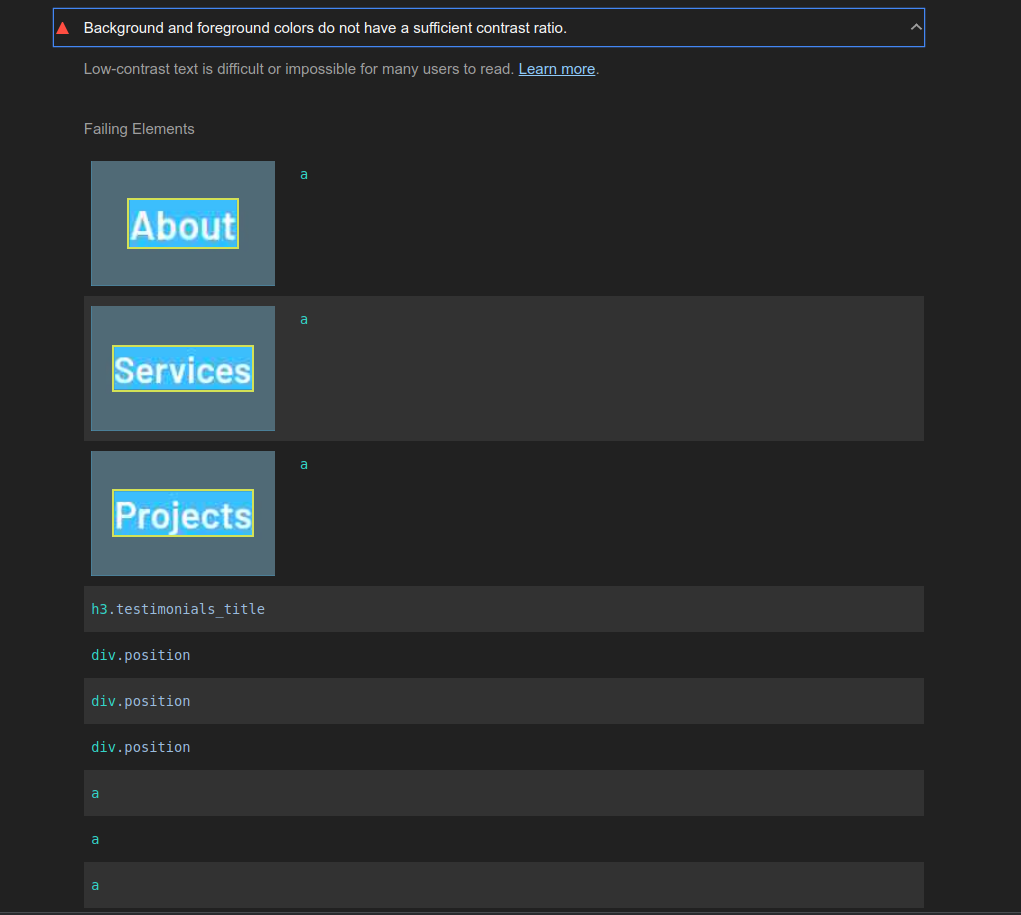 Background and foreground colors do not have a sufficient contrast ratio.
Low-contrast text is difficult or impossible for many users to read. Learn more.
Failing Elements
About
a
Services
a
Projects
a
h3.testimonials_title
div.position
div.position
div.position
a
a
a